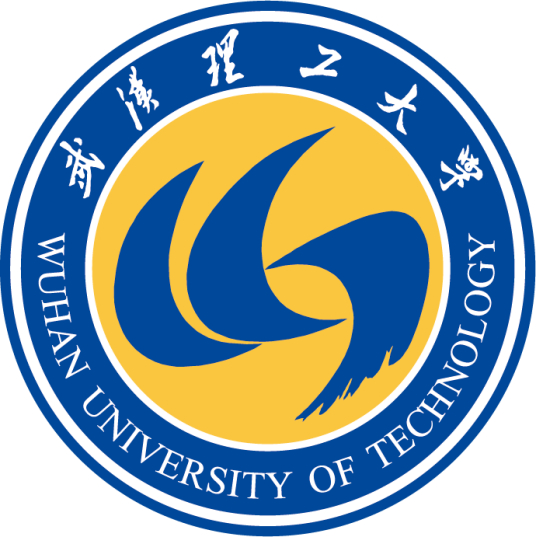 武漢理工大學
WUHAN UNIVERSITY OF TECHNOLOGY